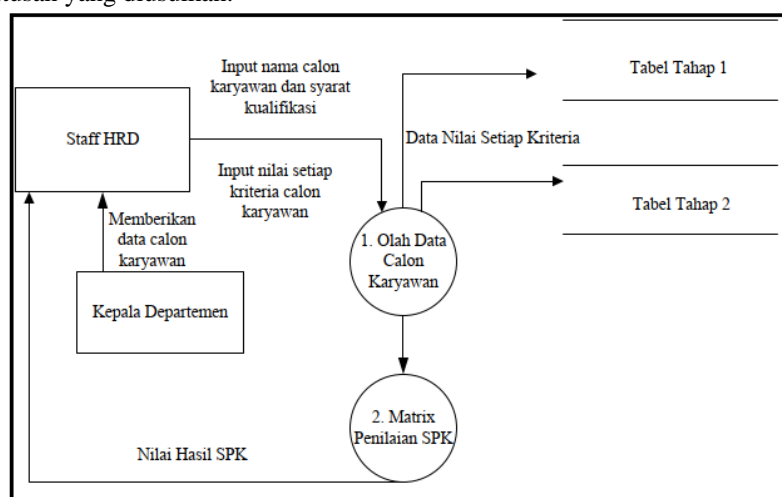 Input nama calon
karyawan dan syarat
kualifikasi
Tabel Tahap 1
Staff HRD
Data Nilai Setiap Kriteria
Input nilai setiap
kriteria calon
karyawan
Tabel Tahap 2
Memberikan
data calon
karyawan
1. Olah Data
Calon
Karyawan
Kepala Departemen
2. Matrix
Penilaian SPK
Nilai Hasil SPK